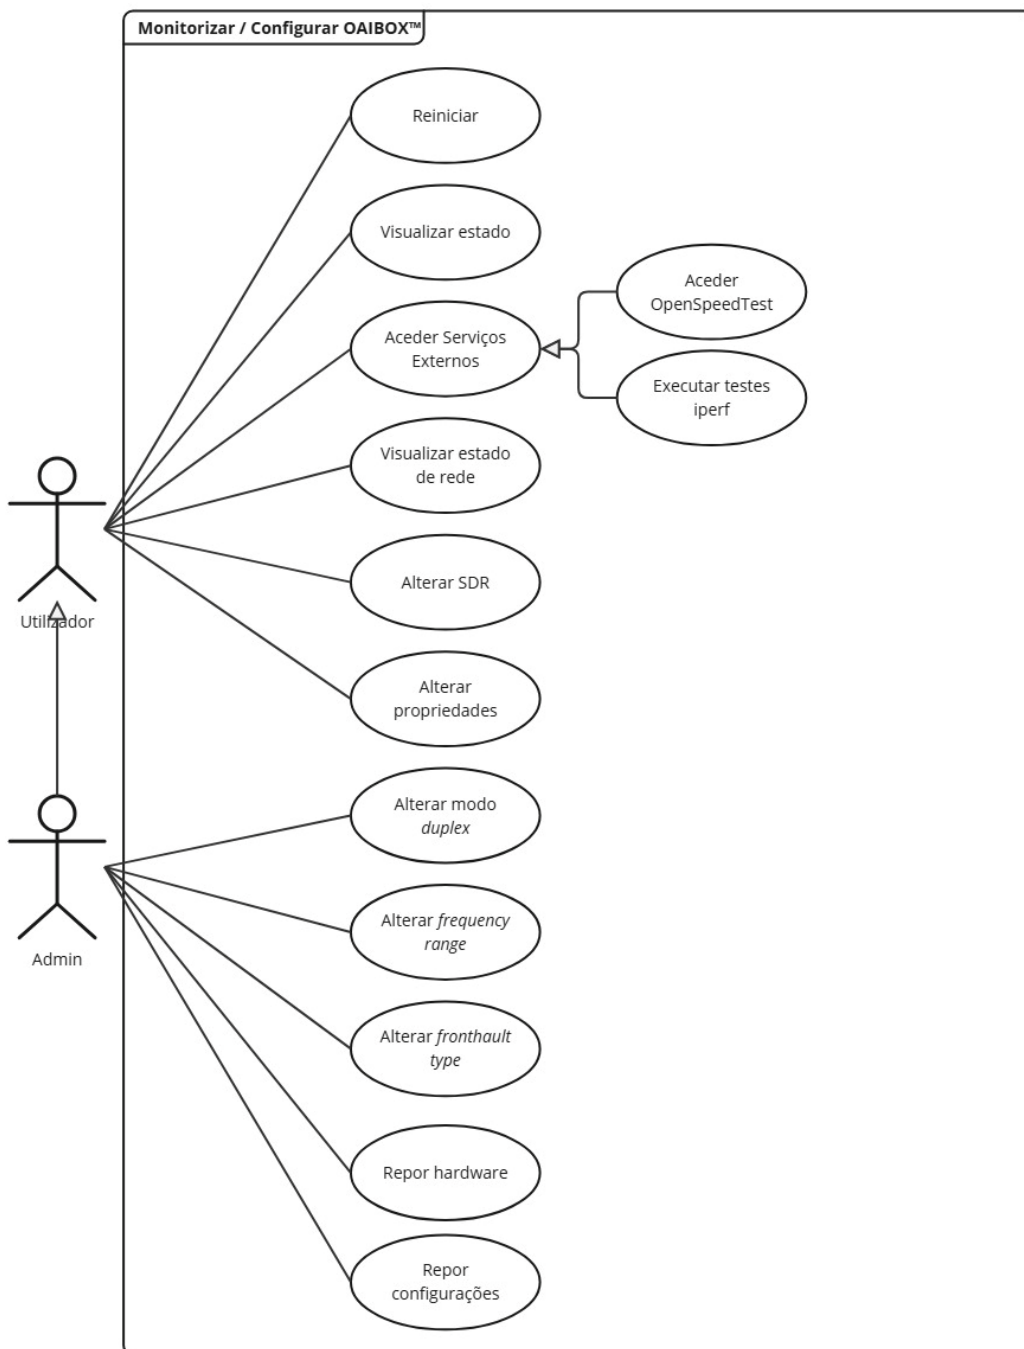 Monitorizar / Configurar OAIBOX™
Reiniciar
Visualizar estado
Aceder Serviços
Externos
Aceder
OpenSpeedTest
Executar testes
iperf
Visualizar estado
de rede
Alterar SDR
Utilizador
Alterar
propriedades
Alterar modo
duplex
Alterar frequency
range
Admin
Alterar fronthault
type
Repor hardware
Repor
configurações